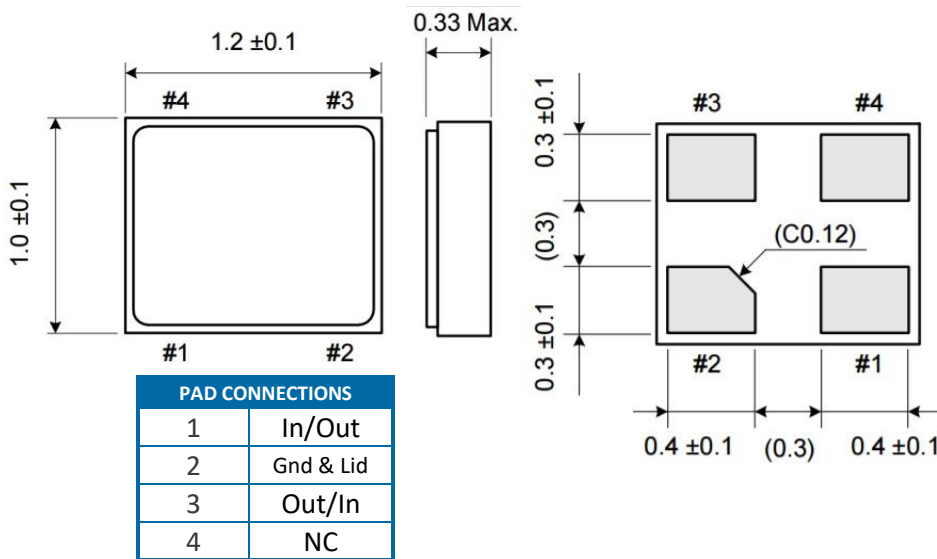 0.33 Max.
1.2 ±0.1
#4 #3
1.0 ±0.1
#1 #2
0.3 ±0.1
(0.3)
0.3 ±0.1
#3 #4
(C0.12)
#2 #1
0.4 ±0.1 (0.3) 0.4 ±0.1
PAD CONNECTIONS
1 In/Out
2 Gnd & Lid
3 Out/In
4 NC